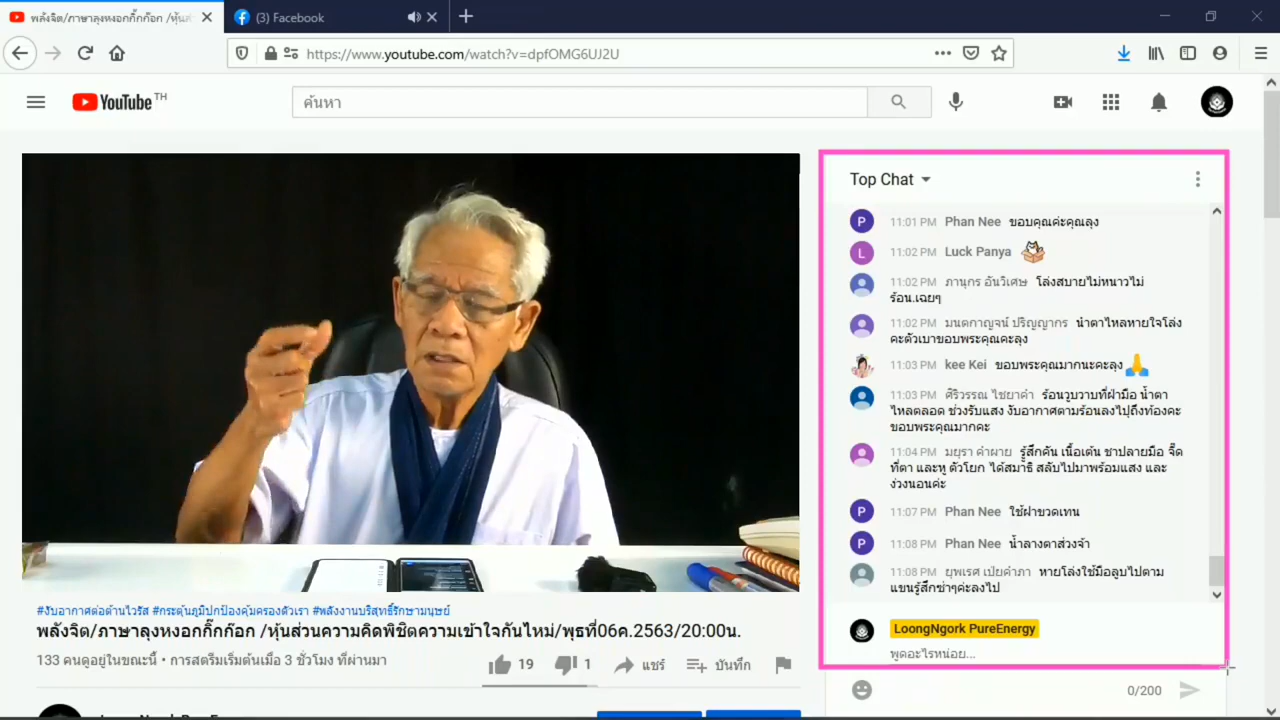 พลังจิต/ภาษาลุงหงอกกิ๊กก๊อก /หุ้นส่ว
(3) Facebook
https://www.youtube.com/watch?v=dpfOMG6UJ2U
YouTube TH
ค้นหา
Top Chat
P 11:01 PM Phan Nee ขอบคุณค่ะคุณลุง
L 11:02 PM Luck Panya
11:02 PM ภานุกร อันวิเศษ โล่งสบายไม่หนาวไม่
ร้อน.เฉยๆ
11:02 PM มนตกาญจน์ ปริญญากร น้ำตาไหลหายใจโล่ง
คะตัวเบาขอบพระคุณคะลุง
11:03 PM kee Kei ขอบพระคุณมากนะคะลุง
11:03 PM ศิริวรรณ ไชยาคำ ร้อนวูบวาบที่ฝ่ามือ น้ำตา
ไหลตลอด ช่วงรับแสง งับอากาศตามร้อนลงไปุถึงท้องคะ
ขอบพระคุณมากคะ
11:04 PM มยุรา คำผาย รู้สึกคัน เนื้อเต้น ชาปลายมือ จี๊ด
ที่ตา และหู ตัวโยก ได้สมาธิ สลับไปมาพร้อมแสง และ
ง่วงนอนค่ะ
P 11:07 PM Phan Nee ใช้ฝาขวดเทน
P 11:08 PM Phan Nee น้ำลางตาส่วงจ้า
11:08 PM ยุพเรศ เปยคำภา หายโล่งใช้มือลูบไปตาม
แขนรู้สึกซ่าๆค่ะลงไป
LoongNgork PureEnergy
พูดอะไรหน่อย...
0/200
#งับอากาศต่อต้านไวรัส #กระตุ้นภูมิปกป้องคุ้มครองตัวเรา #พลังงานบริสุทธิ์รักษามนุษย์
พลังจิต/ภาษาลุงหงอกกิ๊กก๊อก /หุ้นส่วนความคิดพิชิตความเข้าใจกันใหม่/พุธที่06ค.2563/20:00น.
133 คนดูอยู่ในขณะนี้ • การสตรีมเริ่มต้นเมื่อ 3 ชั่วโมง ที่ผ่านมา
19 1 แชร์ บันทึก